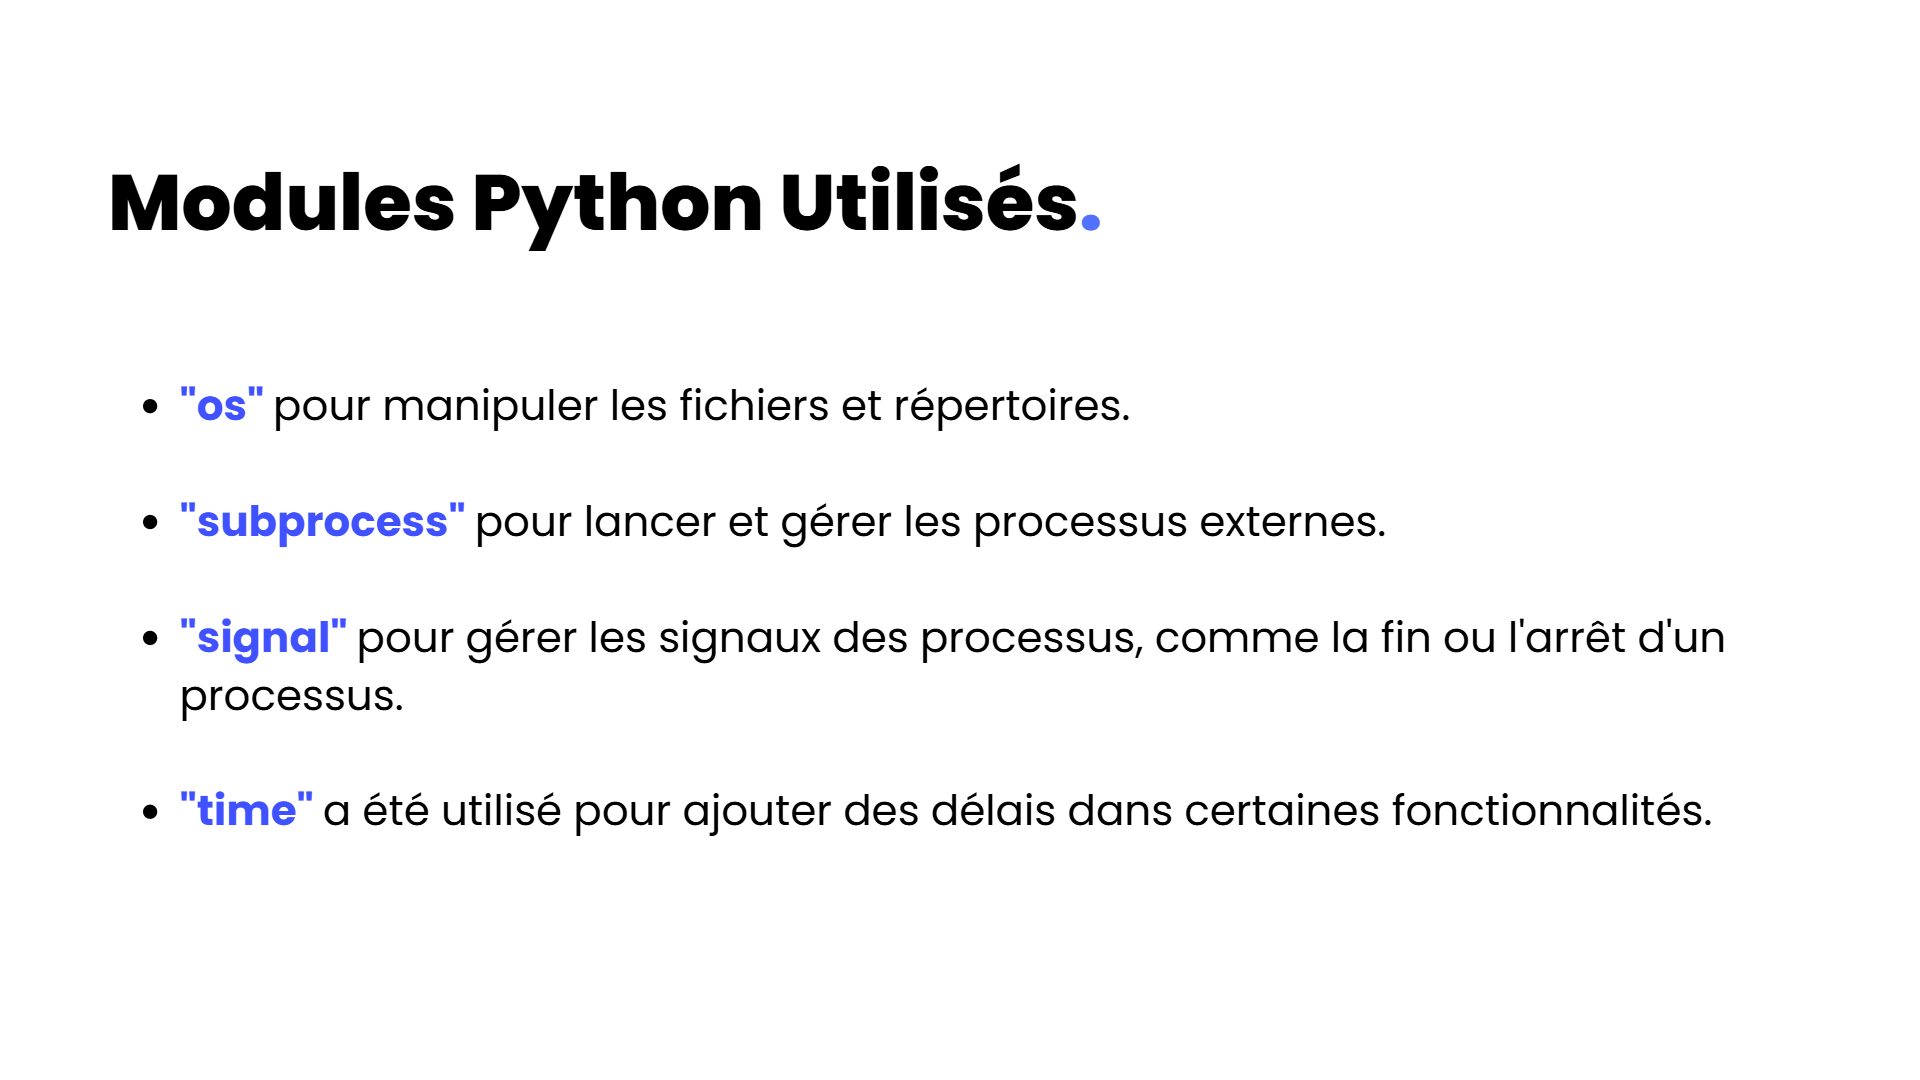 Modules Python Utilisés.
• "os" pour manipuler les fichiers et répertoires.
• "subprocess" pour lancer et gérer les processus externes.
• "signal" pour gérer les signaux des processus, comme la fin ou l'arrêt d'un
processus.
• "time" a été utilisé pour ajouter des délais dans certaines fonctionnalités.